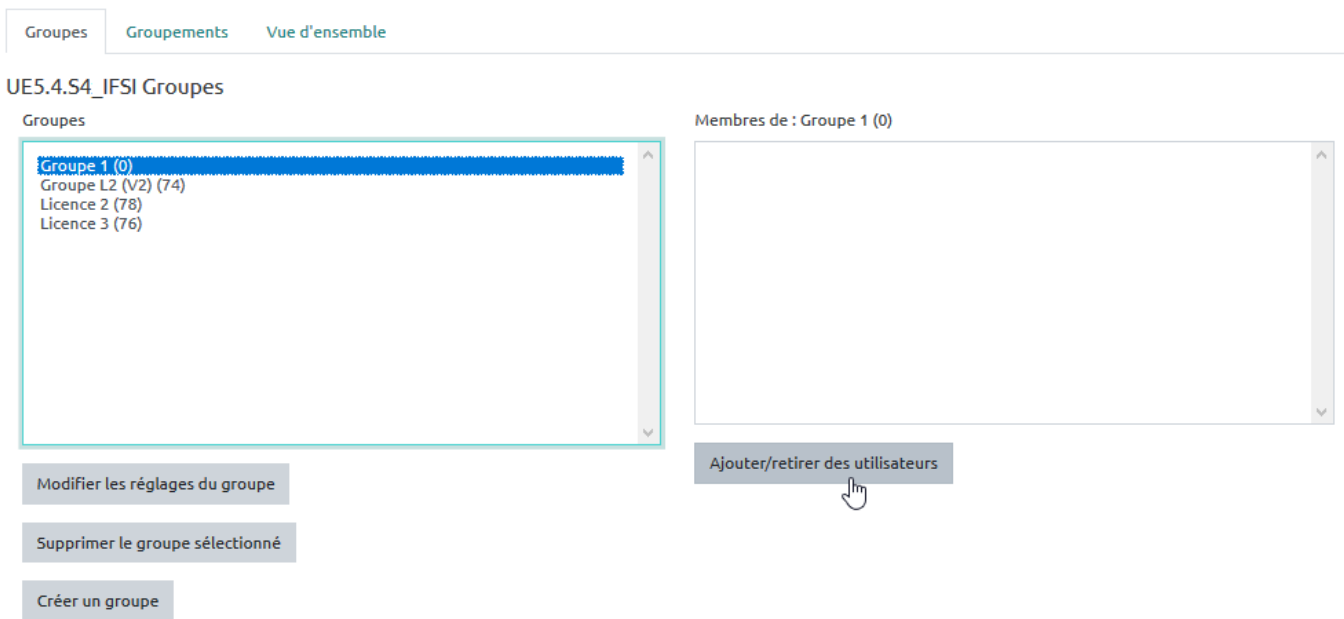 Groupes Groupements Vue d'ensemble
UE5.4.S4_IFSI Groupes
Groupes
Groupe 1 (0)
Groupe L2 (V2) (74)
Licence 2 (78)
Licence 3 (76)
Modifier les réglages du groupe
Supprimer le groupe sélectionné
Créer un groupe
Membres de : Groupe 1 (0)
Ajouter/retirer des utilisateurs